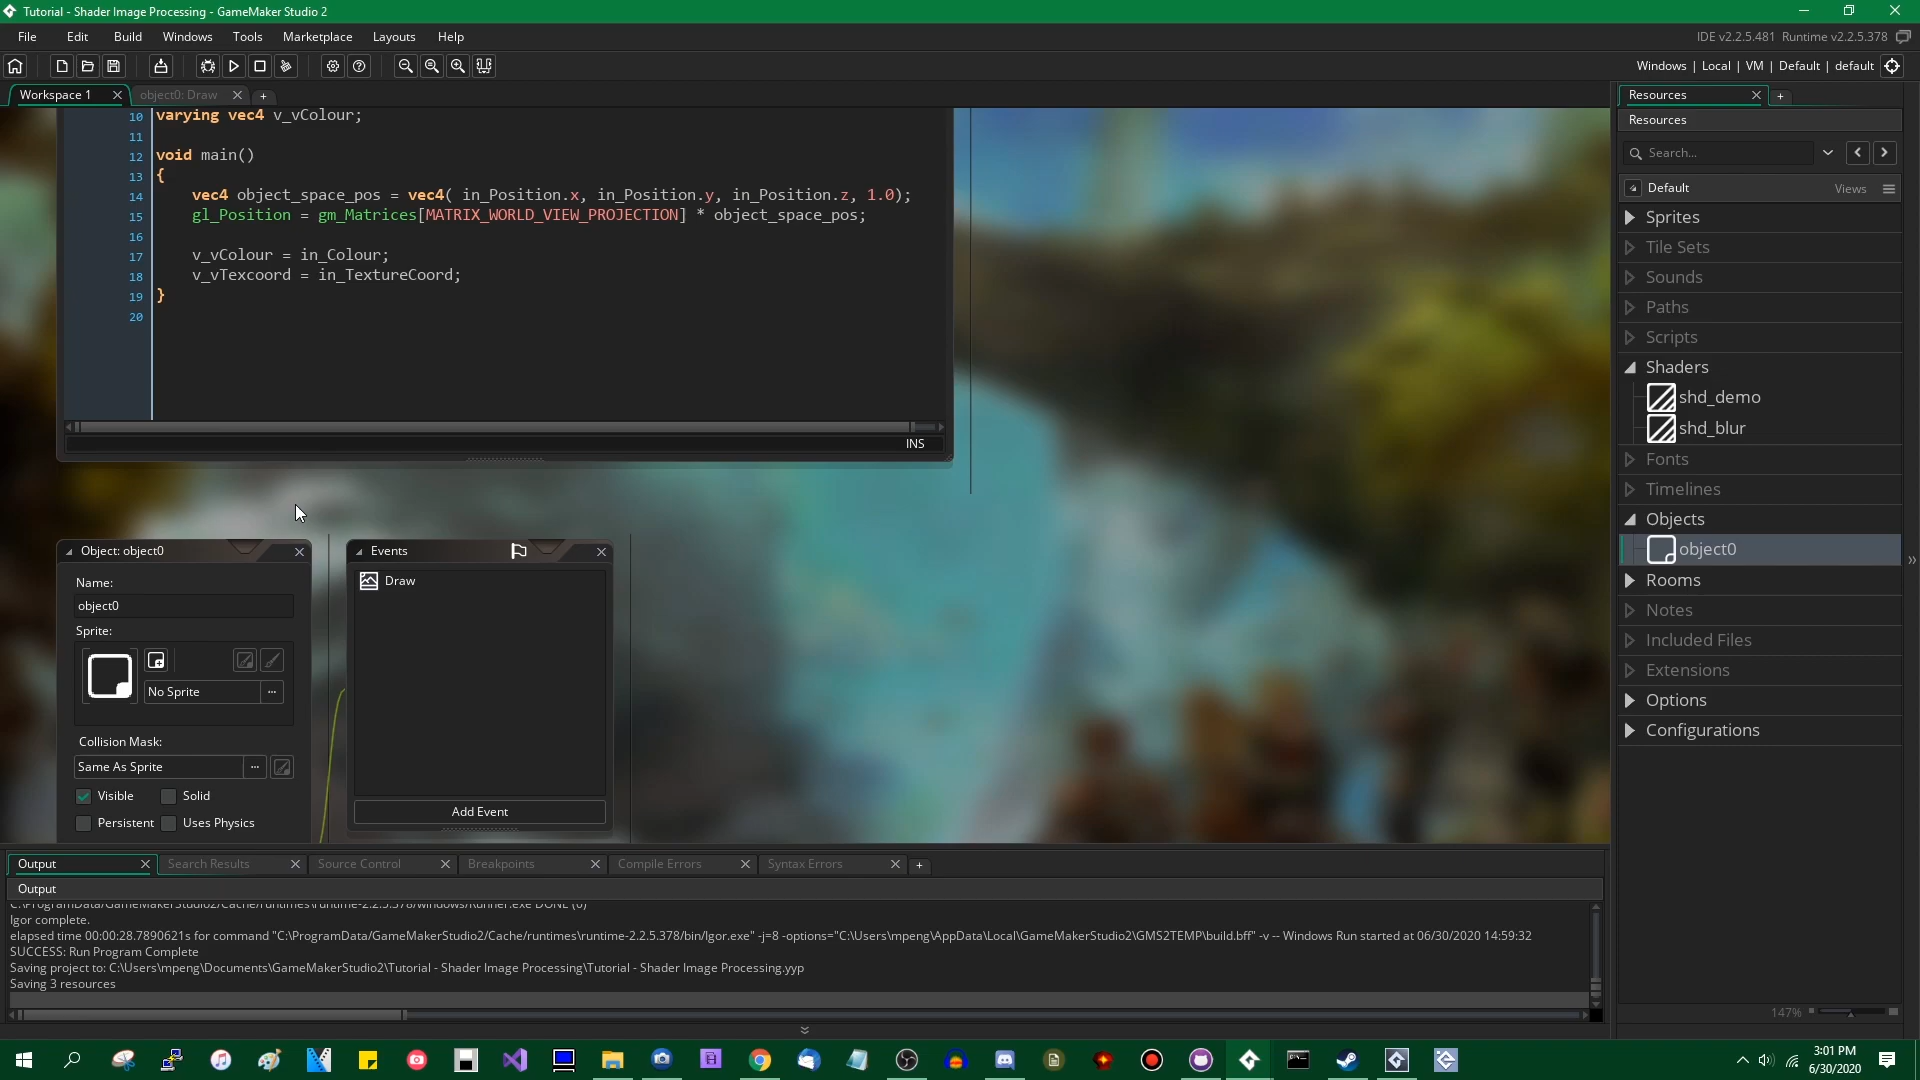 Tutorial - Shader Image Processing - GameMaker Studio 2
File Edit Build Windows Tools Marketplace Layouts Help
IDE v2.2.5.481 Runtime v2.2.5.378
Windows | Local | VM | Default | default
Workspace 1
object0: Draw
10 varying vec4 v_vColour;
11
12 void main()
13 {
14 vec4 object_space_pos = vec4( in_Position.x, in_Position.y, in_Position.z, 1.0);
15 gl_Position = gm_Matrices[MATRIX_WORLD_VIEW_PROJECTION] * object_space_pos;
16
17 v_vColour = in_Colour;
18 v_vTexcoord = in_TextureCoord;
19 }
20
INS
Object: object0
Name:
object0
Sprite:
No Sprite
Collision Mask:
Same As Sprite
Visible Solid
Persistent Uses Physics
Events
Draw
Add Event
Resources
Resources
Search...
Default Views
Sprites
Tile Sets
Sounds
Paths
Scripts
Shaders
shd_demo
shd_blur
Fonts
Timelines
Objects
object0
Rooms
Notes
Included Files
Extensions
Options
Configurations
147%
Output Search Results Source Control Breakpoints Compile Errors Syntax Errors
Output
C:\ProgramData/GameMakerStudio2/Cache/runtimes\runtime-2.2.5.378/windows/Runner.exe DONE (0)
Igor complete.
elapsed time 00:00:28.7890621s for command "C:\ProgramData/GameMakerStudio2/Cache/runtimes\runtime-2.2.5.378/bin/Igor.exe" -j=8 -options="C:\Users\mpeng\AppData\Local\GameMakerStudio2\GMS2TEMP\build.bff" -v -- Windows Run started at 06/30/2020 14:59:32
SUCCESS: Run Program Complete
Saving project to: C:\Users\mpeng\Documents\GameMakerStudio2\Tutorial - Shader Image Processing\Tutorial - Shader Image Processing.yyp
Saving 3 resources
3:01 PM
6/30/2020